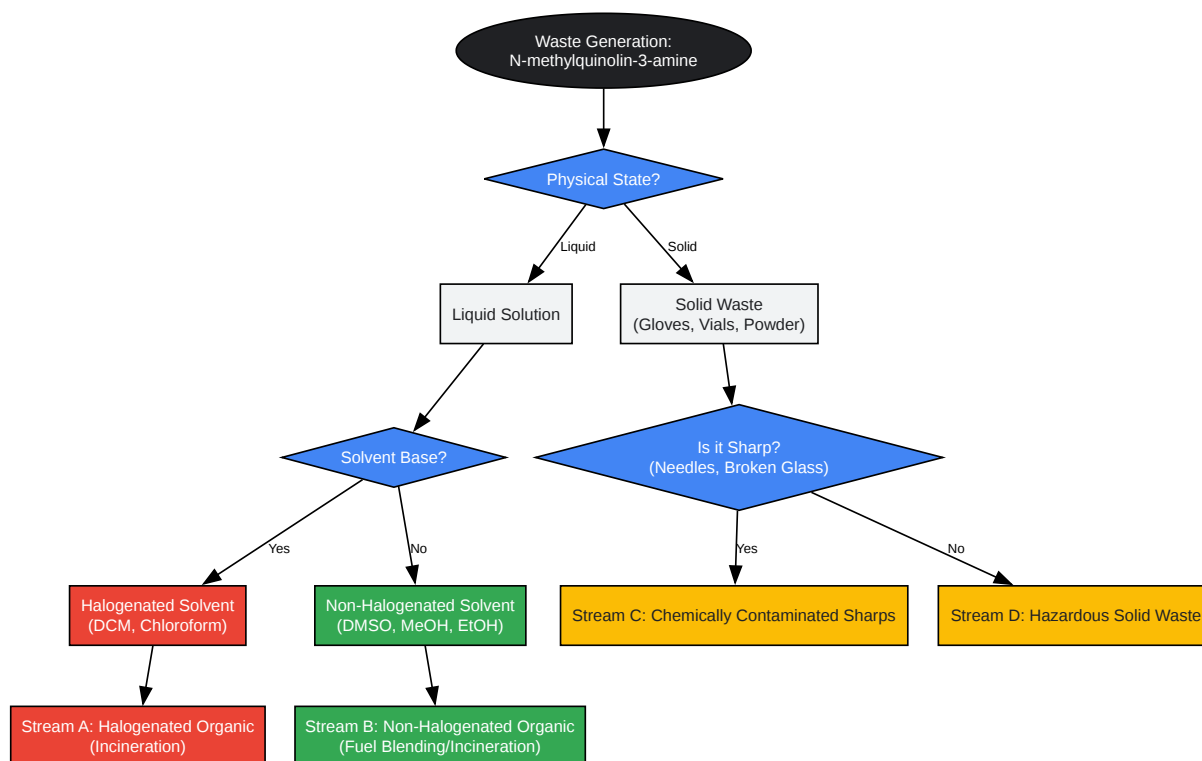 Waste Generation:
N-methylquinolin-3-amine
Physical State?
Liquid
Solid
Liquid Solution
Solid Waste
(Gloves, Vials, Powder)
Solvent Base?
Is it Sharp?
(Needles, Broken Glass)
Yes
No
Yes
No
Halogenated Solvent
(DCM, Chloroform)
Non-Halogenated Solvent
(DMSO, MeOH, EtOH)
Stream C: Chemically Contaminated Sharps
Stream D: Hazardous Solid Waste
Stream A: Halogenated Organic
(Incineration)
Stream B: Non-Halogenated Organic
(Fuel Blending/Incineration)